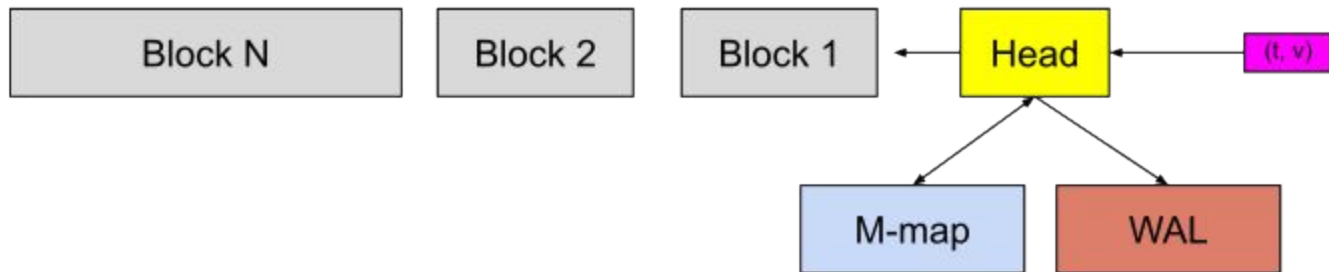 Block N
Block 2
Block 1
Head
(t, v)
M-map
WAL